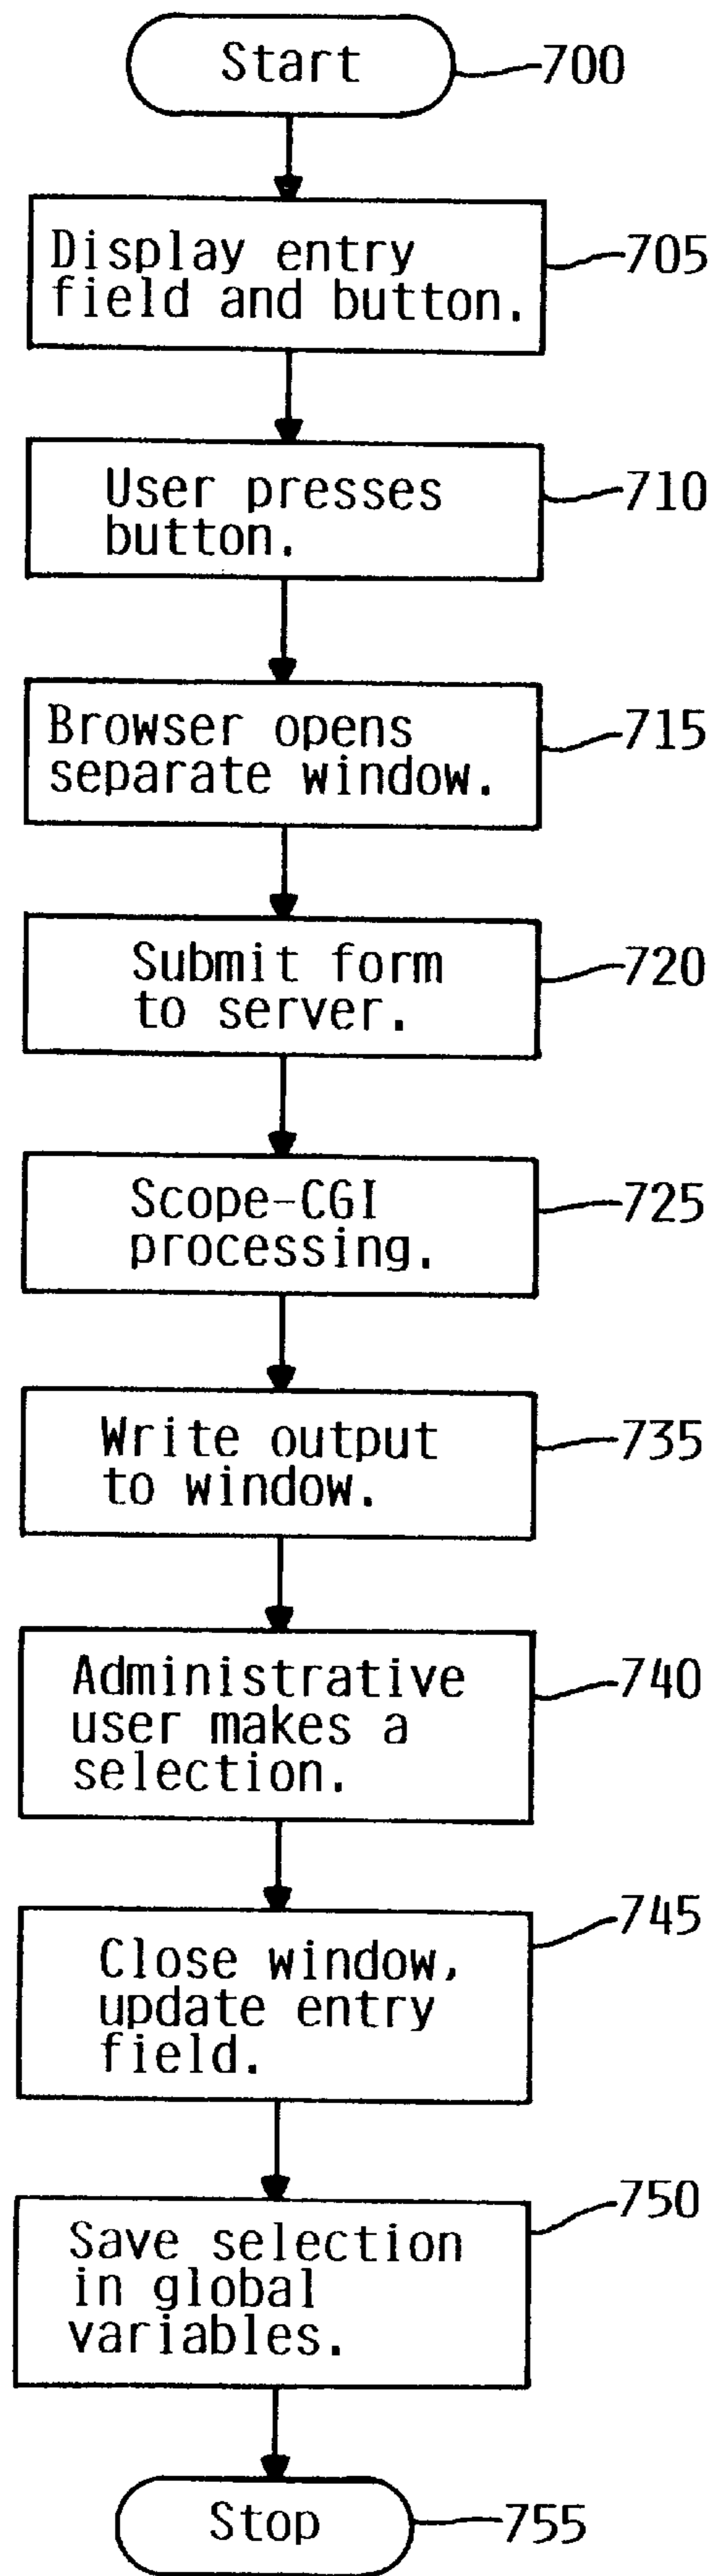 Start
700
Display entry
field and button.
705
User presses
button.
710
Browser opens
separate window.
715
Submit form
to server.
720
Scope-CGI
processing.
725
Write output
to window.
735
Administrative
user makes a
selection.
740
Close window,
update entry
field.
745
Save selection
in global
variables.
750
Stop
755